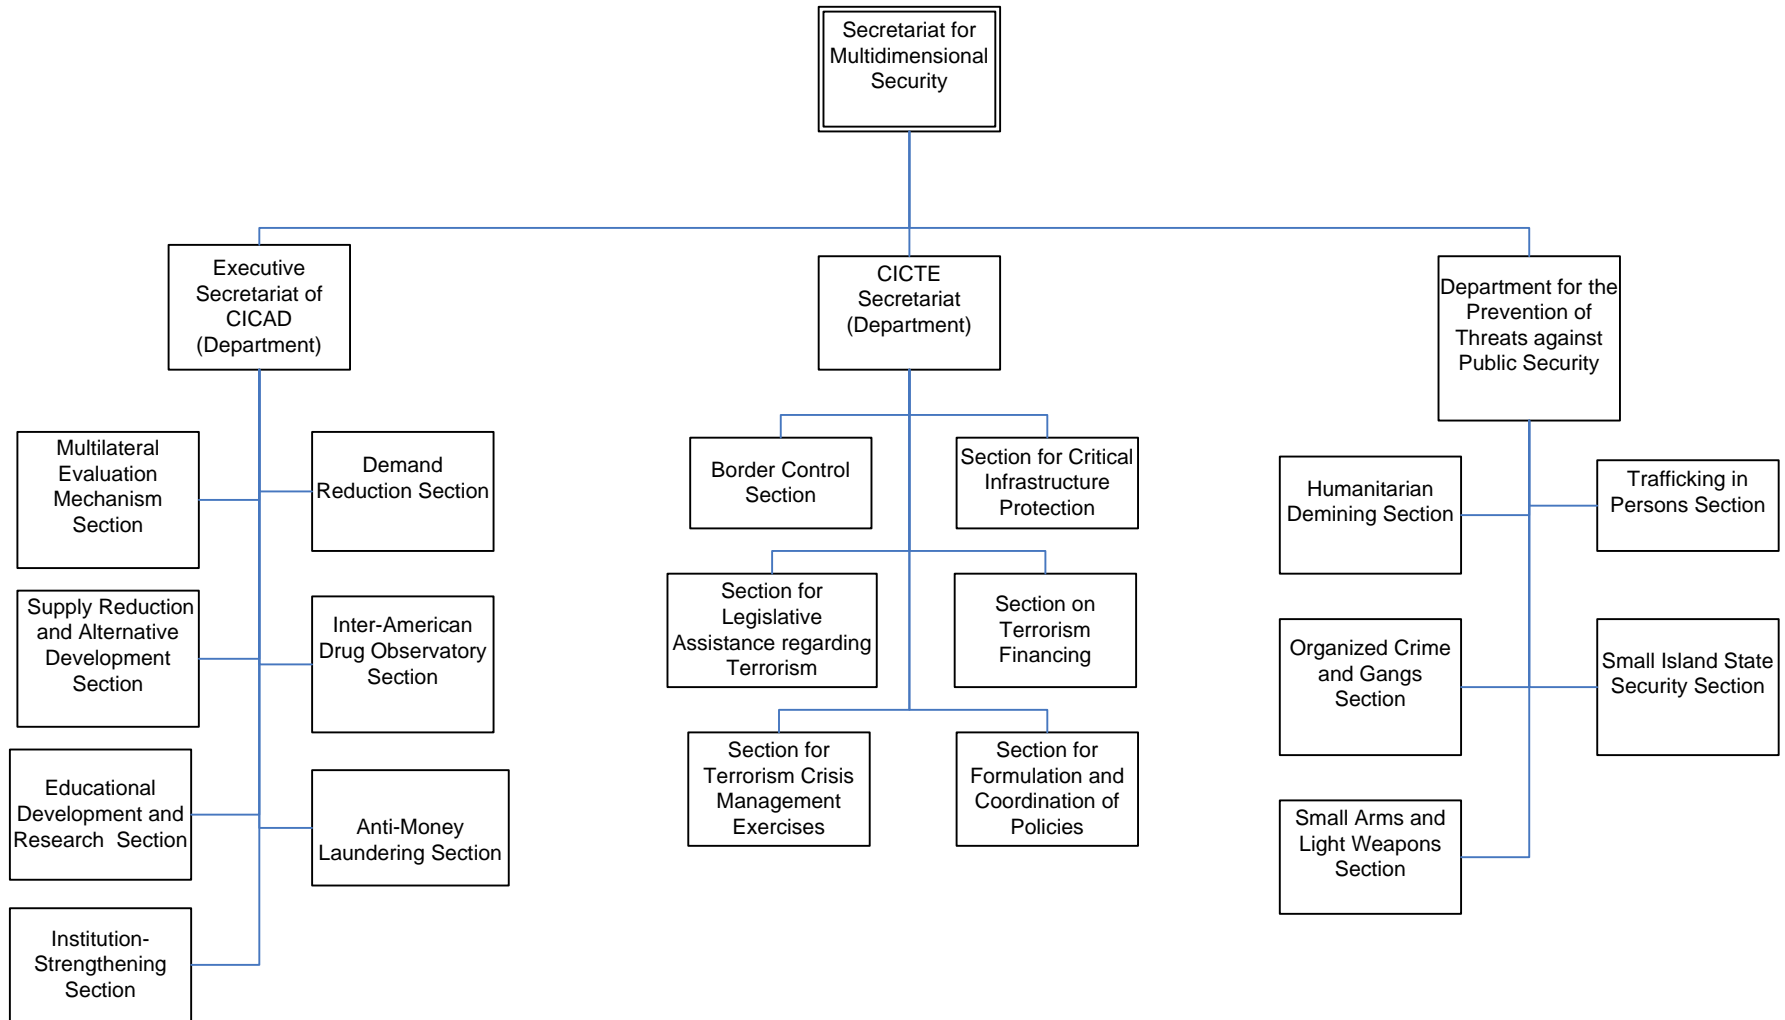 Secretariat for
Multidimensional
Security
Executive
Secretariat of
CICAD
(Department)
CICTE
Secretariat
(Department)
Department for the
Prevention of
Threats against
Public Security
Multilateral
Evaluation
Mechanism
Section
Demand
Reduction Section
Supply Reduction
and Alternative
Development
Section
Inter-American
Drug Observatory
Section
Educational
Development and
Research  Section
Anti-Money
Laundering Section
Institution-
Strengthening
Section
Border Control
Section
Section for Critical
Infrastructure
Protection
Section for
Legislative
Assistance regarding
Terrorism
Section on
Terrorism
Financing
Section for
Terrorism Crisis
Management
Exercises
Section for
Formulation and
Coordination of
Policies
Humanitarian
Demining Section
Trafficking in
Persons Section
Organized Crime
and Gangs
Section
Small Island State
Security Section
Small Arms and
Light Weapons
Section